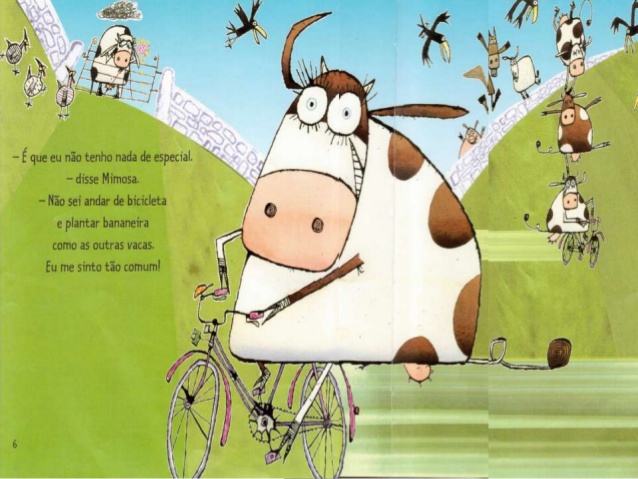 – É que eu não tenho nada de especial.
– disse Mimosa.
– Não sei andar de bicicleta
e plantar bananeira
como as outras vacas.
Eu me sinto tão comum!
6